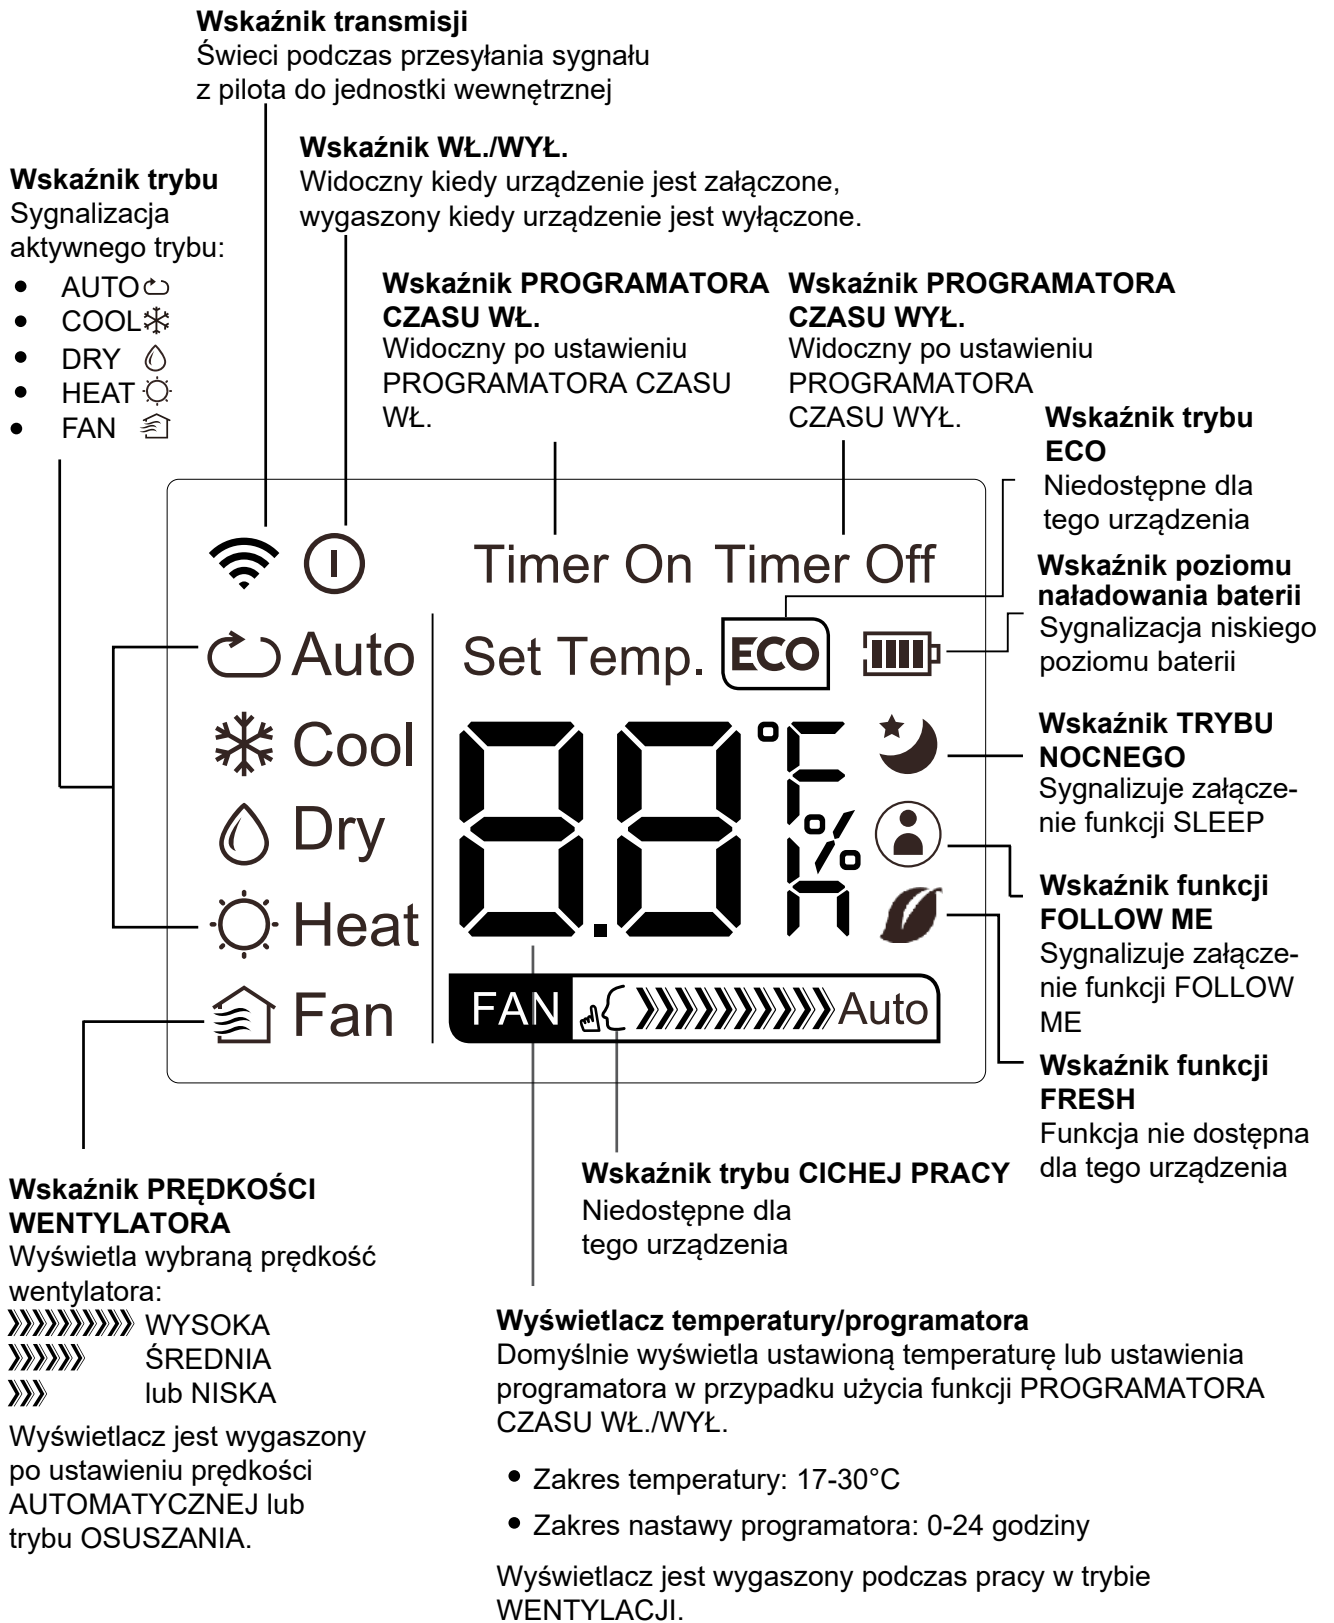 Wskaźnik transmisji
Świeci podczas przesyłania sygnału
z pilota do jednostki wewnętrznej
Wskaźnik WŁ./WYŁ.
Widoczny kiedy urządzenie jest załączone,
wygaszony kiedy urządzenie jest wyłączone.
Wskaźnik trybu
Sygnalizacja
aktywnego trybu:
• AUTO
• COOL
• DRY
• HEAT
• FAN
Wskaźnik PROGRAMATORA
CZASU WŁ.
Widoczny po ustawieniu
PROGRAMATORA CZASU
WŁ.
Wskaźnik PROGRAMATORA
CZASU WYŁ.
Widoczny po ustawieniu
PROGRAMATORA
CZASU WYŁ.
Wskaźnik trybu
ECO
Niedostępne dla
tego urządzenia
Wskaźnik poziomu
naładowania baterii
Sygnalizacja niskiego
poziomu baterii
Wskaźnik TRYBU
NOCNEGO
Sygnalizuje załącze-
nie funkcji SLEEP
Wskaźnik funkcji
FOLLOW ME
Sygnalizuje załącze-
nie funkcji FOLLOW
ME
Wskaźnik funkcji
FRESH
Funkcja nie dostępna
dla tego urządzenia
Timer On Timer Off
Auto
Set Temp. ECO
Cool
Dry
Heat
Fan
8.8 °F % h
FAN Auto
Wskaźnik PRĘDKOŚCI
WENTYLATORA
Wyświetla wybraną prędkość
wentylatora:
WYSOKA
ŚREDNIA
lub NISKA
Wyświetlacz jest wygaszony
po ustawieniu prędkości
AUTOMATYCZNEJ lub
trybu OSUSZANIA.
Wskaźnik trybu CICHEJ PRACY
Niedostępne dla
tego urządzenia
Wyświetlacz temperatury/programatora
Domyślnie wyświetla ustawioną temperaturę lub ustawienia
programatora w przypadku użycia funkcji PROGRAMATORA
CZASU WŁ./WYŁ.
• Zakres temperatury: 17-30°C
• Zakres nastawy programatora: 0-24 godziny
Wyświetlacz jest wygaszony podczas pracy w trybie
WENTYLACJI.